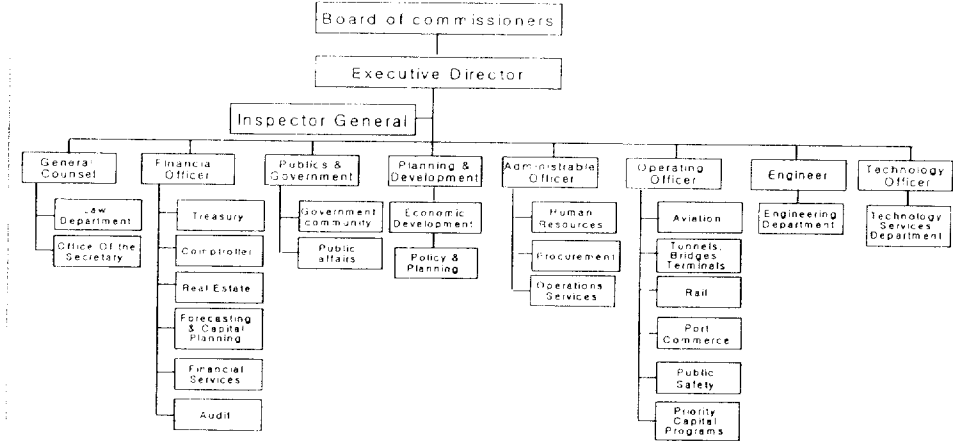 Board of commissioners
Executive Director
Inspector General
General
Counsel
Financia
Officer
Publics &
Government
Planning &
Development
Administrable
Officer
Operating
Officer
Engineer
Technology
Officer
Law
Department
Office Of the
Secretary
Treasury
Comptroller
Real Estate
Forecasting
& Capital
Planning
Financial
Services
Audit
Government
community
Public
affairs
Economic
Development
Policy &
Planning
Human
Resources
Procurement
Operations
Services
Aviation
Tunnels,
Bridges
Terminals
Rail
Port
Commerce
Public
Safety
Priority
Capital
Programs
Engineering
Department
Technology
Services
Department